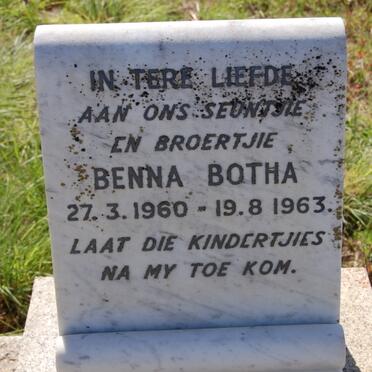 IN TERE LIEFDE
AAN ONS SEUNTJIE
EN BROERTJIE
BENNA BOTHA
27.3.1960 - 19.8.1963.
LAAT DIE KINDERTJIES
NA MY TOE KOM.